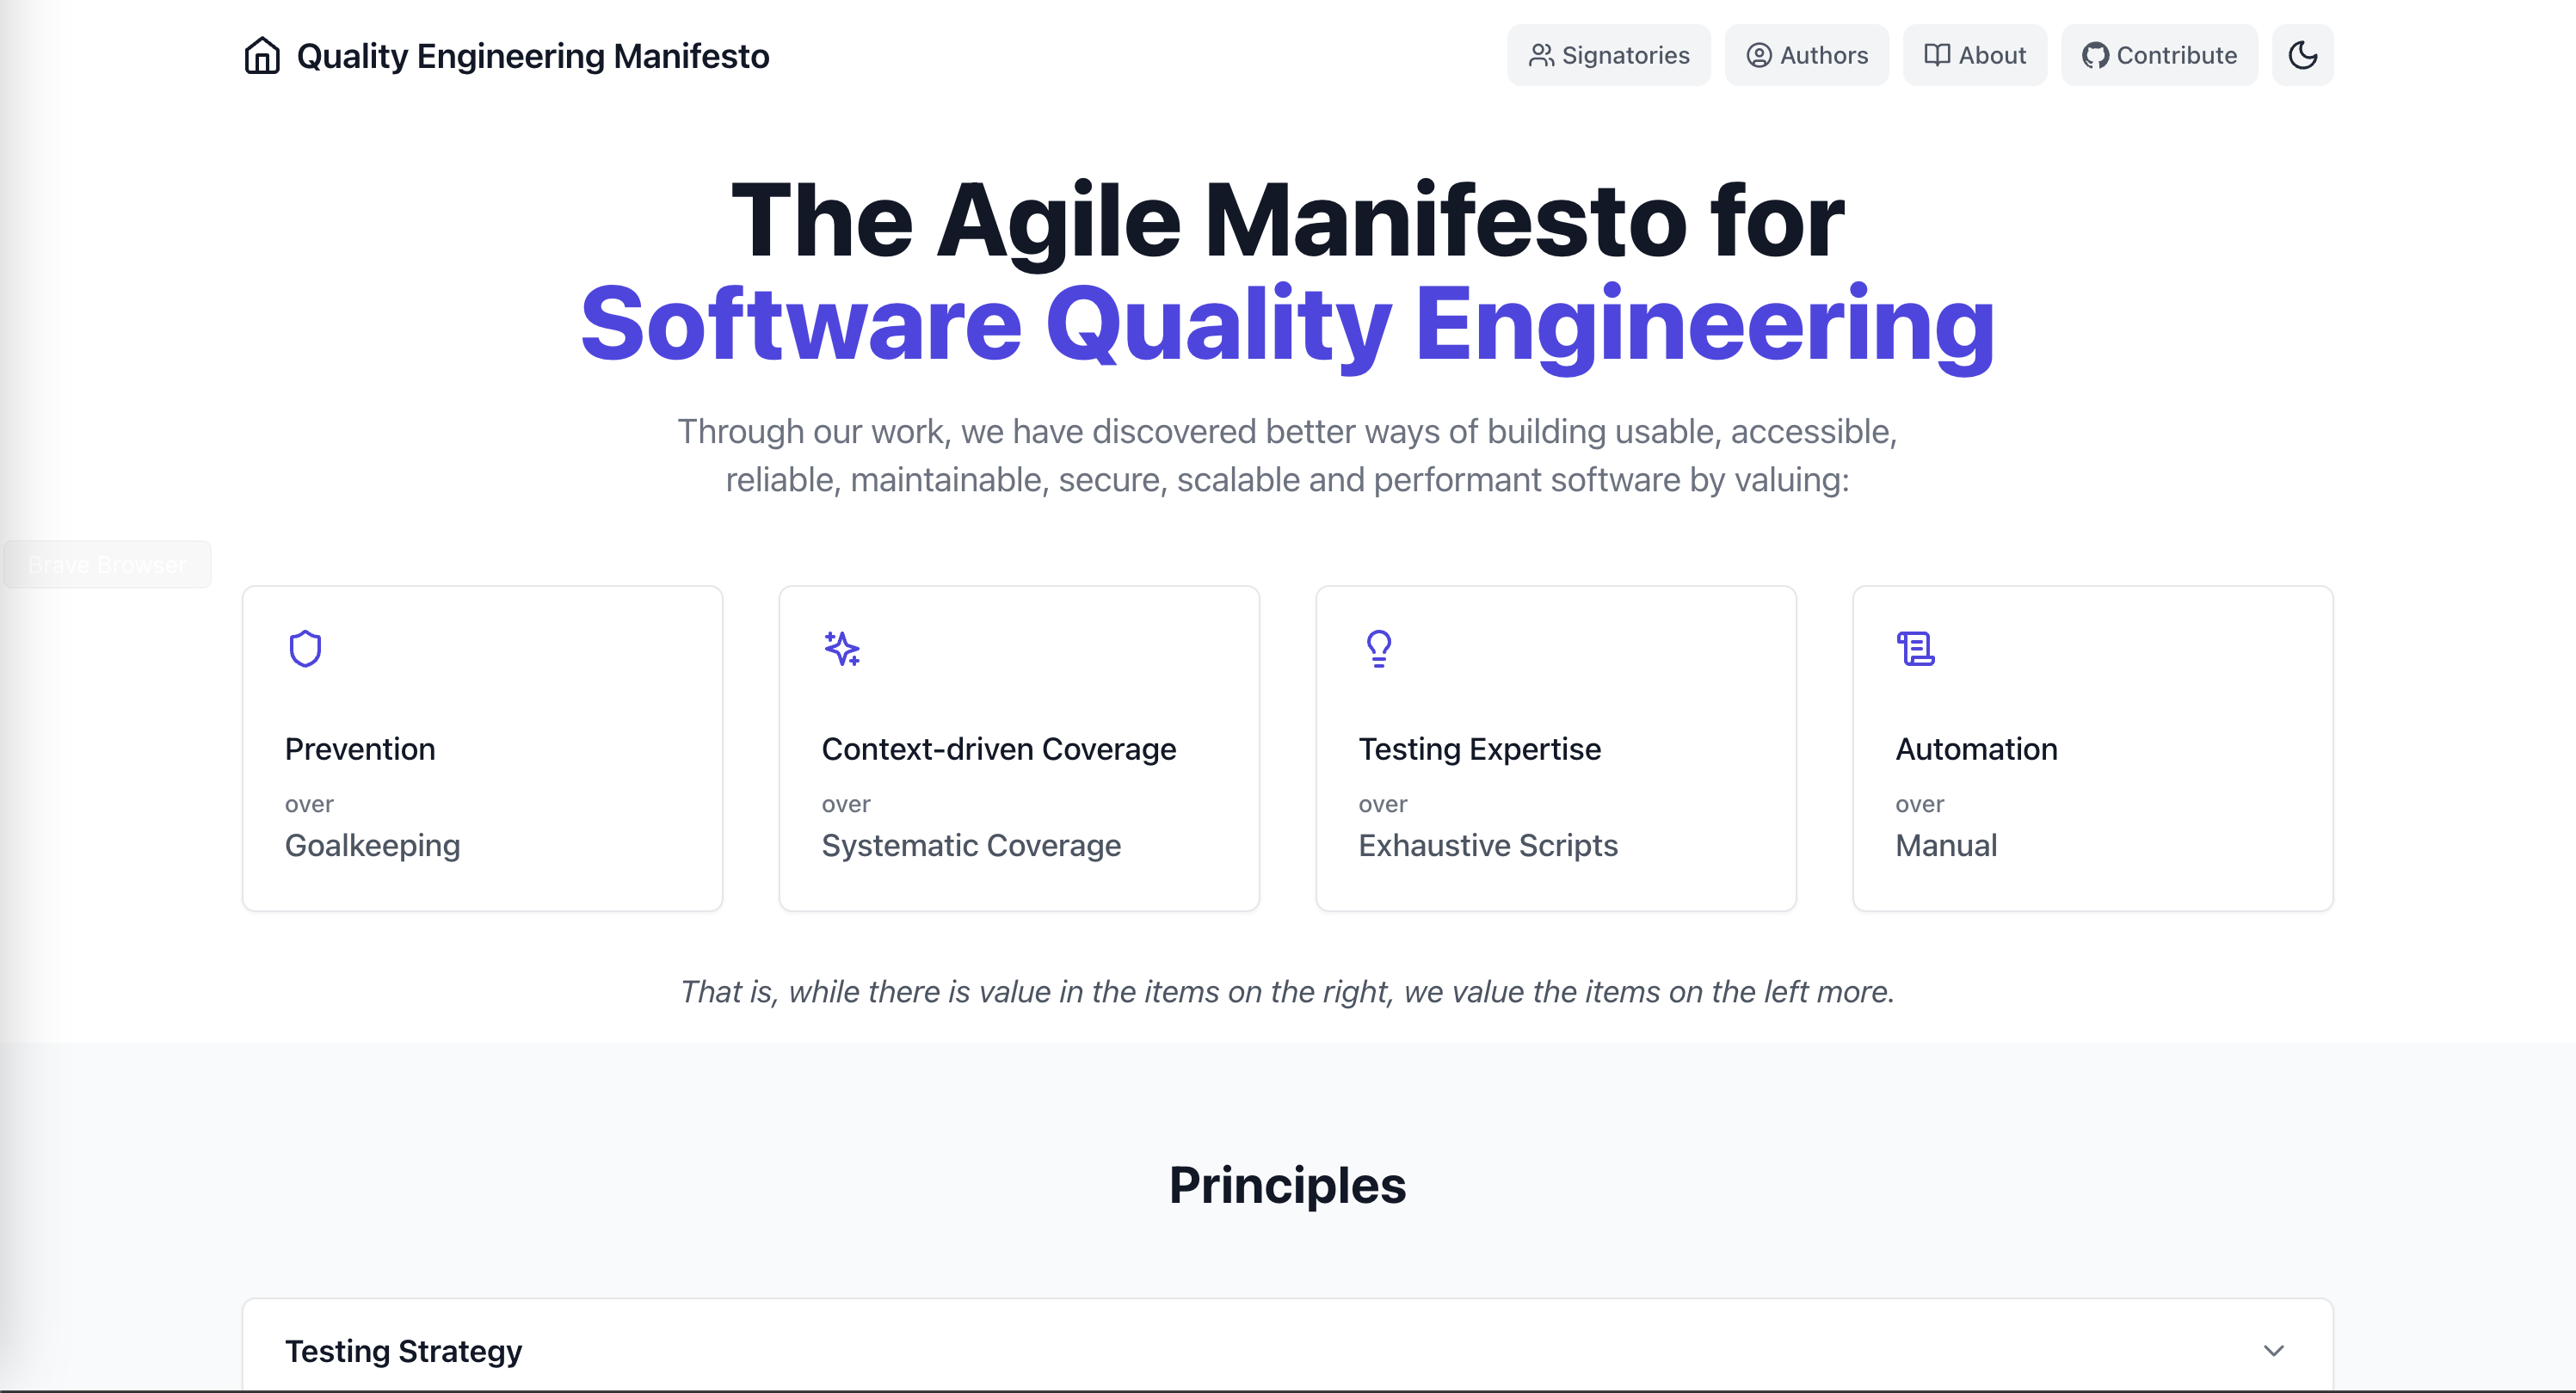 Quality Engineering Manifesto
Signatories
Authors
About
Contribute
The Agile Manifesto for
Software Quality Engineering
Through our work, we have discovered better ways of building usable, accessible,
reliable, maintainable, secure, scalable and performant software by valuing:
Brave Browser
Prevention
over
Goalkeeping
Context-driven Coverage
over
Systematic Coverage
Testing Expertise
over
Exhaustive Scripts
Automation
over
Manual
That is, while there is value in the items on the right, we value the items on the left more.
Principles
Testing Strategy